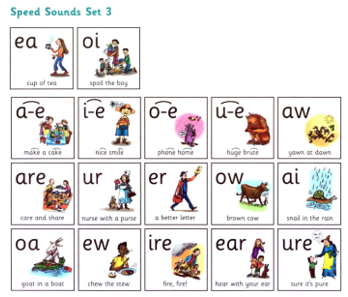 Speed Sounds Set 3
ea oi
cup of tea spoil the boy
a-e i-e o-e u-e aw
make a cake nice smile phone home huge brute yawn at dawn
are ur er ow ai
care and share nurse with a purse a better letter brown cow snail in the rain
oa ew ire ear ure
goat in a boat chew the stew fire, fire! hear with your ear sure it's pure